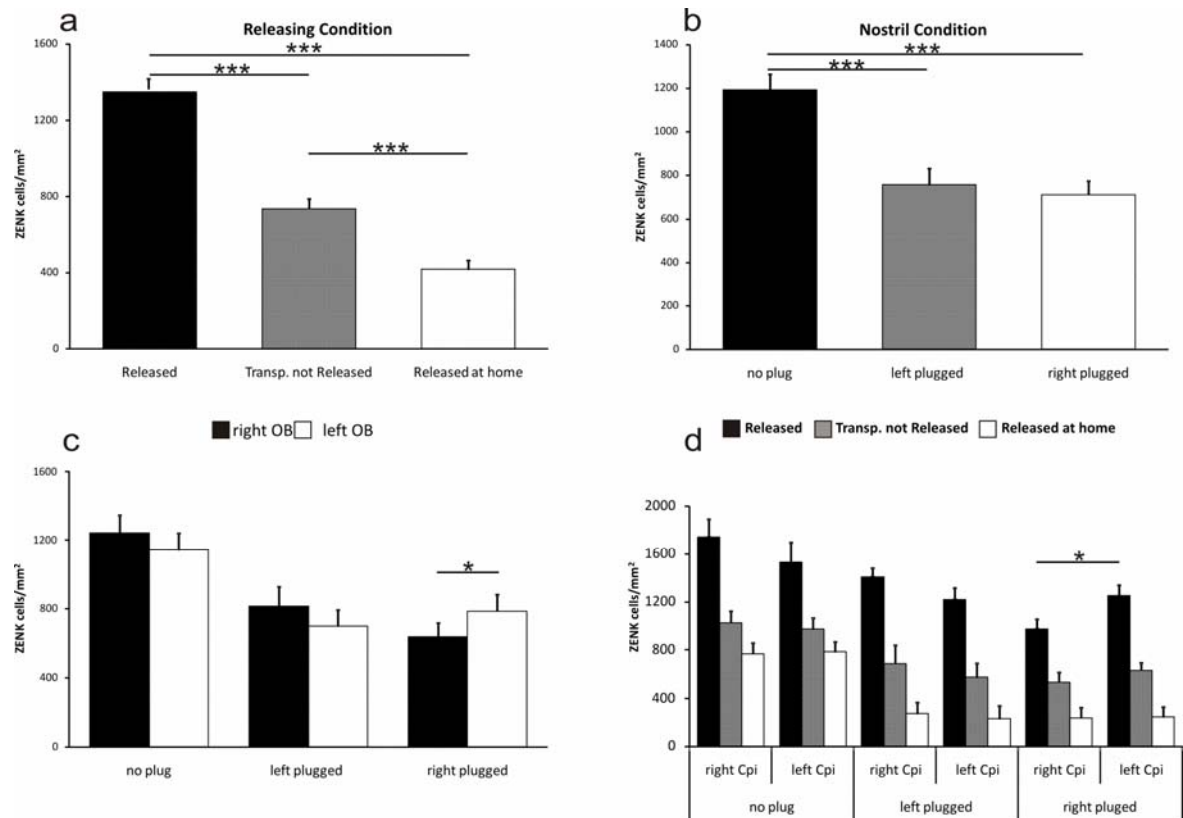 a
Releasing Condition
ZENK cells/mm²
1600
1200
800
400
0
***
***
***
Released
Transp. not Released
Released at home
b
Nostril Condition
ZENK cells/mm²
1400
1200
1000
800
600
400
200
0
***
***
no plug
left plugged
right plugged
c
right OB
left OB
ZENK cells/mm²
1600
1200
800
400
0
*
no plug
left plugged
right plugged
d
Released
Transp. not Released
Released at home
ZENK cells/mm²
2000
1600
1200
800
400
0
*
right Cpi left Cpi right Cpi left Cpi right Cpi left Cpi
no plug left plugged right pluged